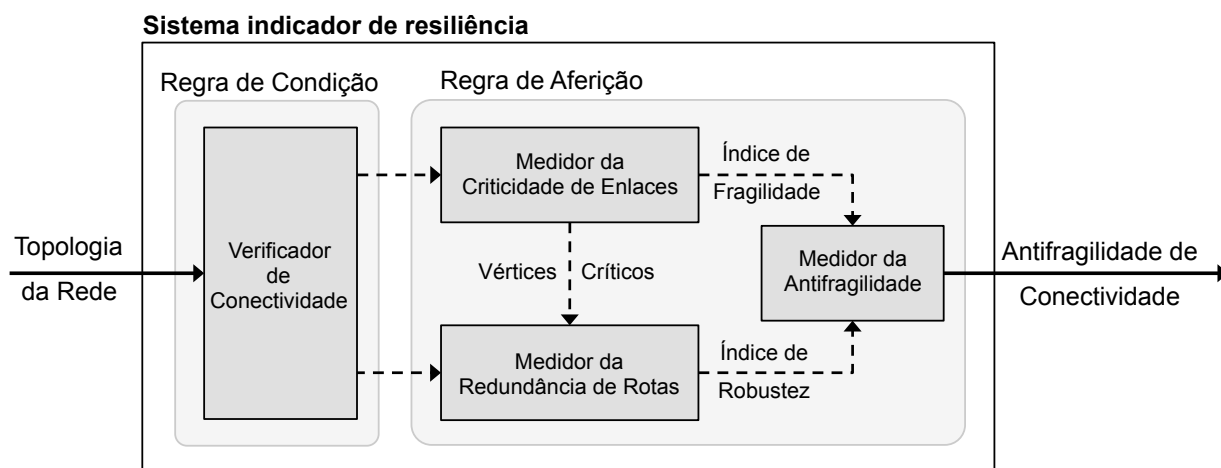 Sistema indicador de resiliência
Regra de Condição
Regra de Aferição
Topologia
da Rede
Verificador
de
Conectividade
Medidor da
Criticidade de Enlaces
Índice de
Fragilidade
Vértices Críticos
Medidor da
Redundância de Rotas
Índice de
Robustez
Medidor da
Antifragilidade
Antifragilidade de
Conectividade